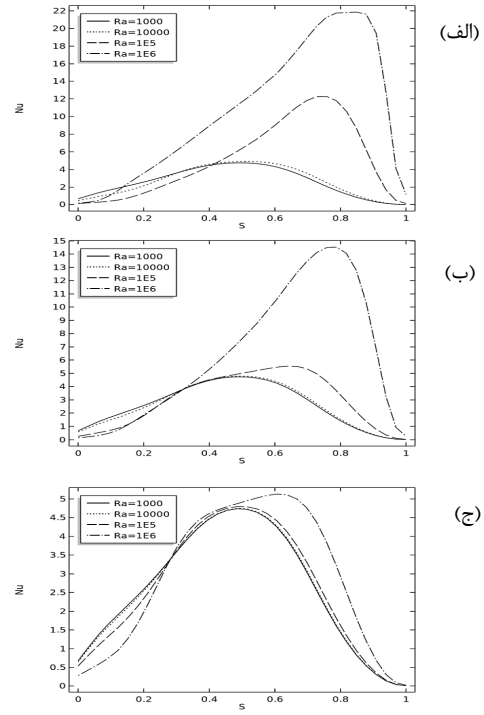 22
20
18
16
14
12
10
8
6
4
2
0
Nu
Ra=1000
Ra=10000
Ra=1E5
Ra=1E6
0 0.2 0.4 0.6 0.8 1
S
(الف)
15
14
13
12
11
10
9
8
7
6
5
4
3
2
1
0
Nu
Ra=1000
Ra=10000
Ra=1E5
Ra=1E6
0 0.2 0.4 0.6 0.8 1
S
(ب)
5
4.5
4
3.5
3
2.5
2
1.5
1
0.5
0
Nu
Ra=1000
Ra=10000
Ra=1E5
Ra=1E6
0 0.2 0.4 0.6 0.8 1
S
(ج)